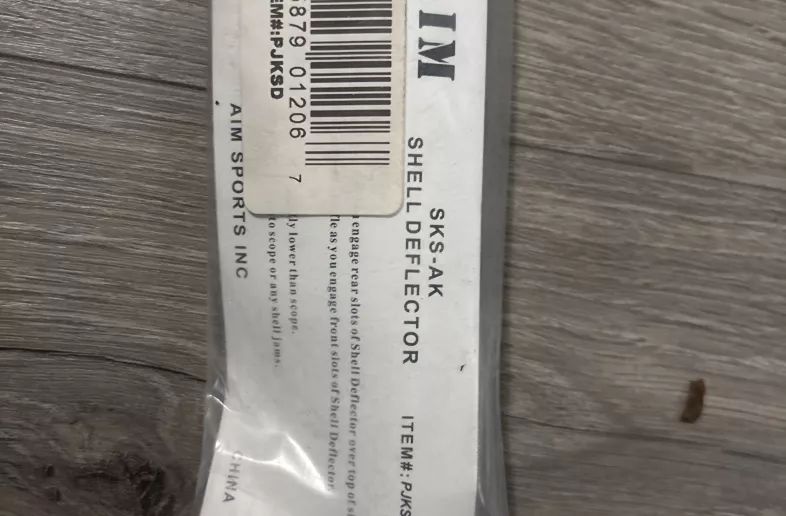 IM
SKS-AK
SHELL DEFLECTOR
ITEM#: PJKS
engage rear slots of Shell Deflector over top of
as you engage front slots of Shell Deflector
lower than scope.
to scope or any shell jams.
AIM SPORTS INC
CHINA
879 01206 7
EM#:PJKSD